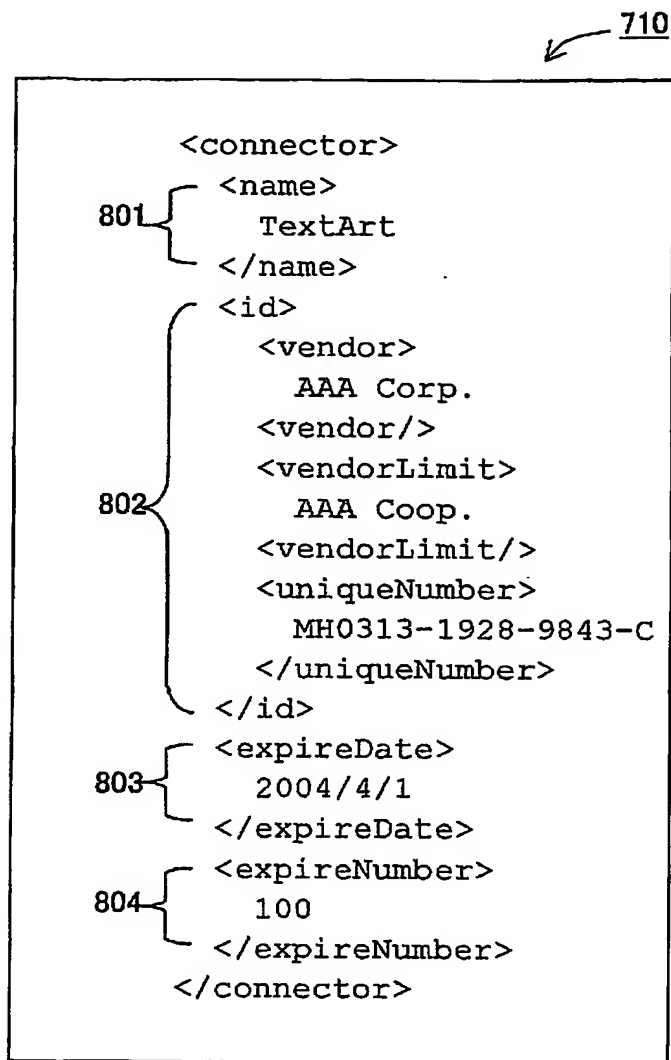 710
<connector>
801
<name>
TextArt
</name>
802
<id>
<vendor>
AAA Corp.
<vendor/>
<vendorLimit>
AAA Coop.
<vendorLimit/>
<uniqueNumber>
MH0313-1928-9843-C
</uniqueNumber>
</id>
803
<expireDate>
2004/4/1
</expireDate>
804
<expireNumber>
100
</expireNumber>
</connector>